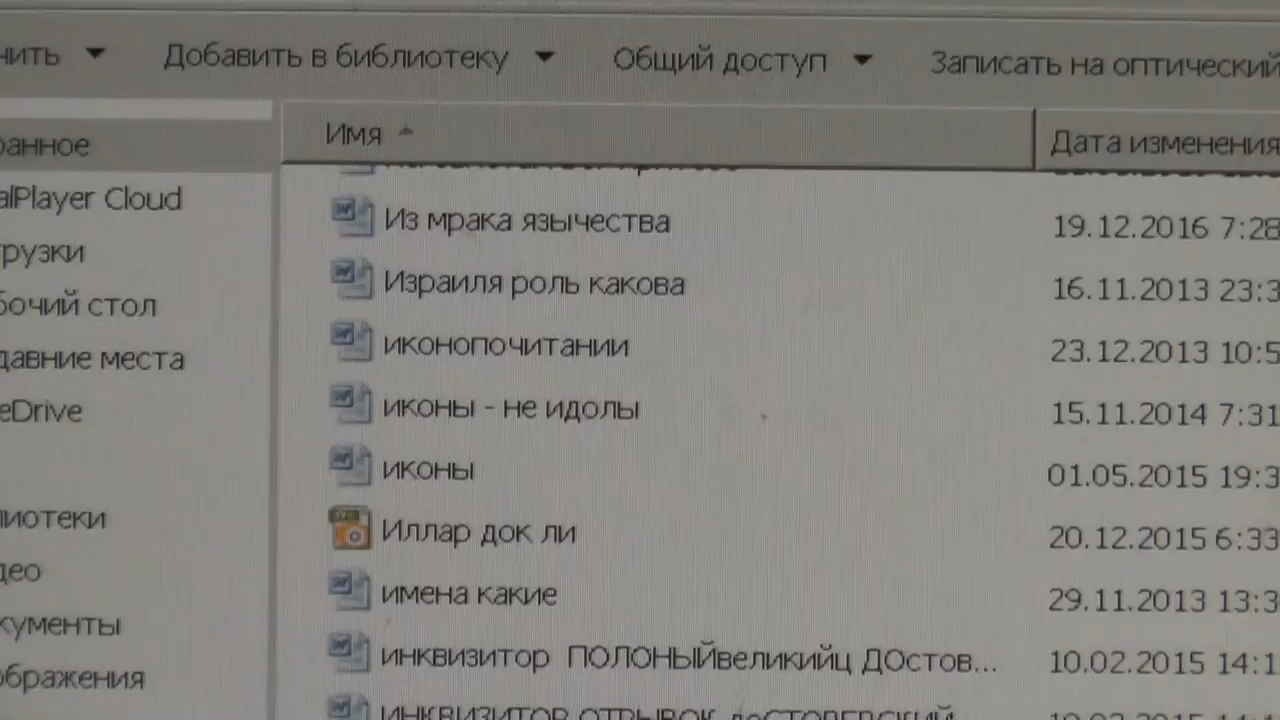 чить Добавить в библиотеку Общий доступ Записать на оптический
Имя Дата изменения
ранное
alPlayer Cloud
грузки
бочий стол
давние места
eDrive
лиотеки
део
кументы
ображения
Из мрака язычества 19.12.2016 7:28
Израиля роль какова 16.11.2013 23:3
иконопочитании 23.12.2013 10:5
иконы - не идолы 15.11.2014 7:31
иконы 01.05.2015 19:3
Иллар док ли 20.12.2015 6:33
имена какие 29.11.2013 13:3
инквизитор ПОЛОНЫЙвеликийц ДОстов... 10.02.2015 14:1
ИНКВИЗИТОР ОТРЫВОК